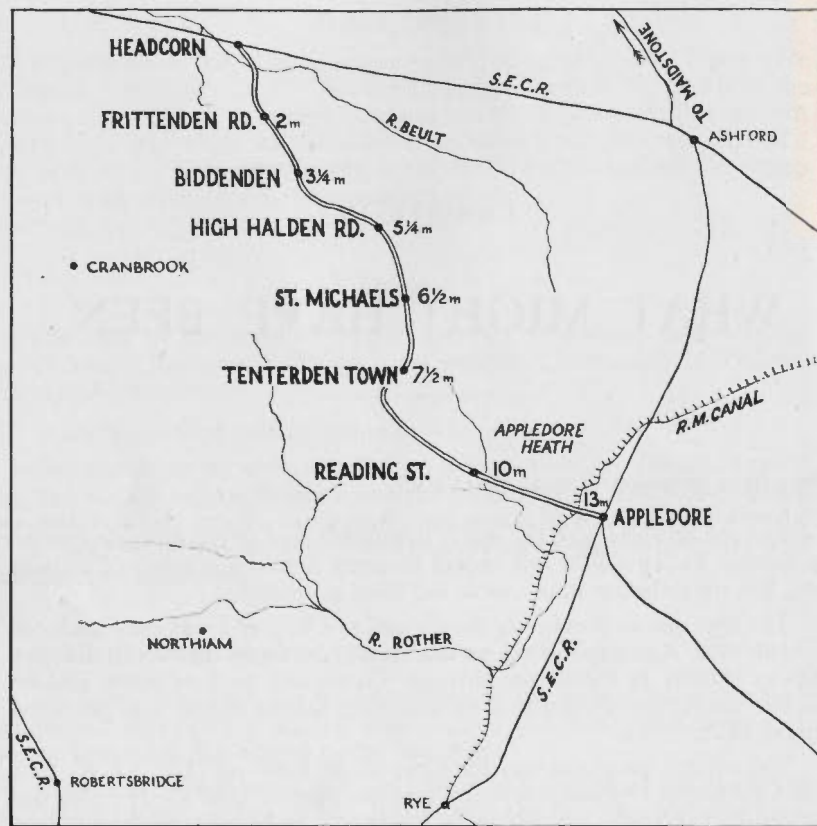 HEADCORN
S.E.C.R.
TO MAIDSTONE
ASHFORD
FRITTENDEN RD. 2m
R. BEULT
BIDDENDEN 3¼m
HIGH HALDEN RD. 5¼m
CRANBROOK
ST. MICHAELS 6½m
TENTERDEN TOWN 7½m
R.M. CANAL
APPLEDORE
HEATH
READING ST. 10m
13m
APPLEDORE
NORTHIAM
R. ROTHER
S.E.C.R.
S.E.C.R.
ROBERTSBRIDGE
RYE